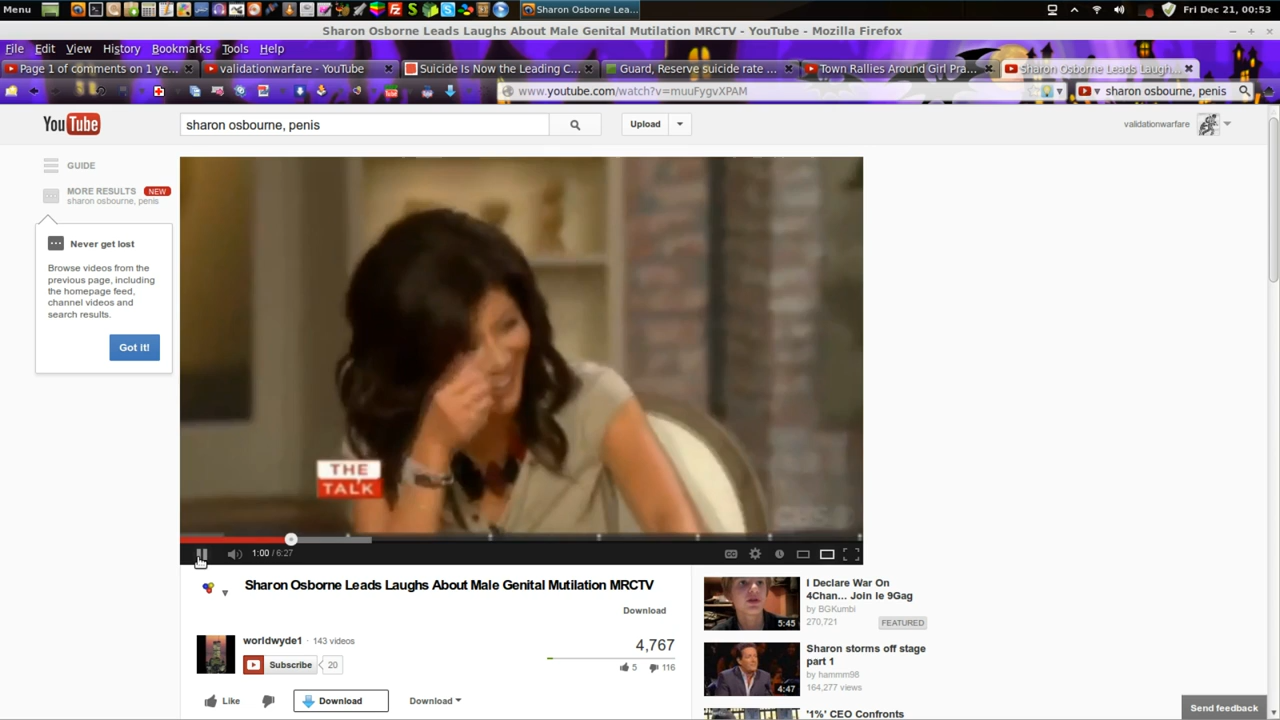 Menu
Sharon Osborne Lea...
Fri Dec 21, 00:53
Sharon Osborne Leads Laughs About Male Genital Mutilation MRCTV - YouTube - Mozilla Firefox
File Edit View History Bookmarks Tools Help
Page 1 of comments on 1 ye...
validationwarfare - YouTube
Suicide Is Now the Leading C...
Guard, Reserve suicide rate ...
Town Rallies Around Girl Pra...
Sharon Osborne Leads Laugh...
www.youtube.com/watch?v=muuFygvXPAM
sharon osbourne, penis
YouTube
sharon osbourne, penis
Upload
validationwarfare
GUIDE
MORE RESULTS NEW
sharon osbourne, penis
Never get lost
Browse videos from the
previous page, including
the homepage feed,
channel videos and
search results.
Got it!
THE
TALK
1:00 / 6:27
Sharon Osborne Leads Laughs About Male Genital Mutilation MRCTV
Download
worldwyde1 · 143 videos
Subscribe 20
4,767
5 116
Like
Download
Download
I Declare War On
4Chan... Join le 9Gag
by BGKumbi
270,721 FEATURED
5:45
Sharon storms off stage
part 1
by hammm98
164,277 views
4:47
'1%' CEO Confronts
Send feedback